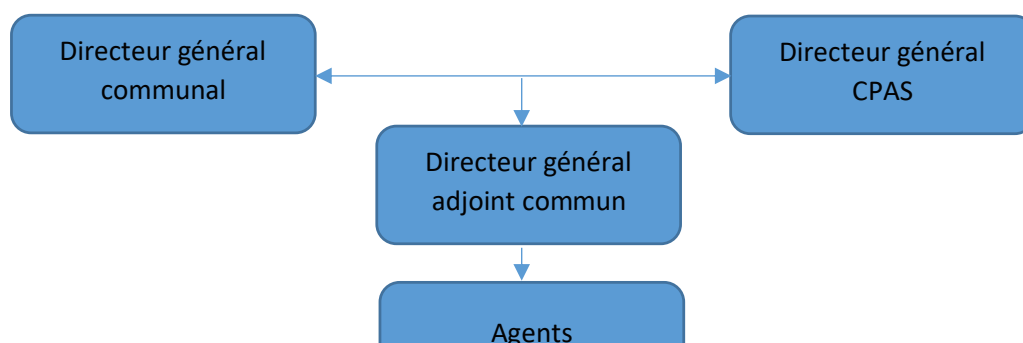 Directeur général
communal
Directeur général
CPAS
Directeur général
adjoint commun
Agents